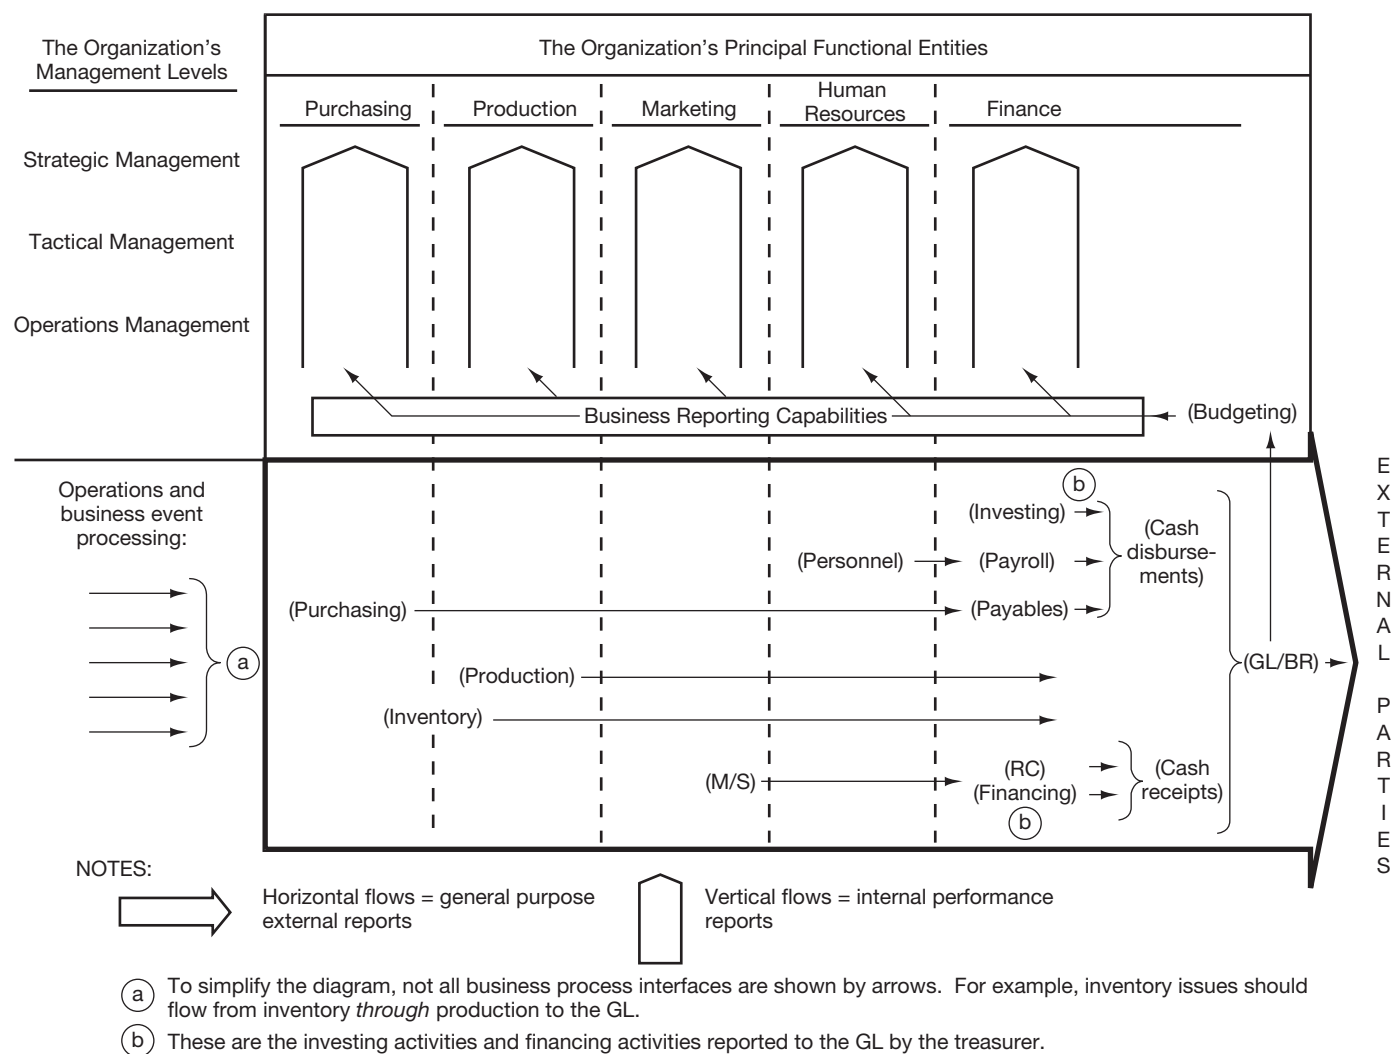 The Organization's
Management Levels
The Organization's Principal Functional Entities
Purchasing
Production
Marketing
Human
Resources
Finance
Strategic Management
Tactical Management
Operations Management
Business Reporting Capabilities
(Budgeting)
Operations and
business event
processing:
a
b
(Investing)
(Cash
disburse-
ments)
(Personnel)
(Payroll)
(Purchasing)
(Payables)
(GL/BR)
(Production)
(Inventory)
(M/S)
(RC)
(Financing)
b
(Cash
receipts)
EXTERNAL PARTIES
NOTES:
Horizontal flows = general purpose
external reports
Vertical flows = internal performance
reports
a To simplify the diagram, not all business process interfaces are shown by arrows. For example, inventory issues should
flow from inventory through production to the GL.
b These are the investing activities and financing activities reported to the GL by the treasurer.